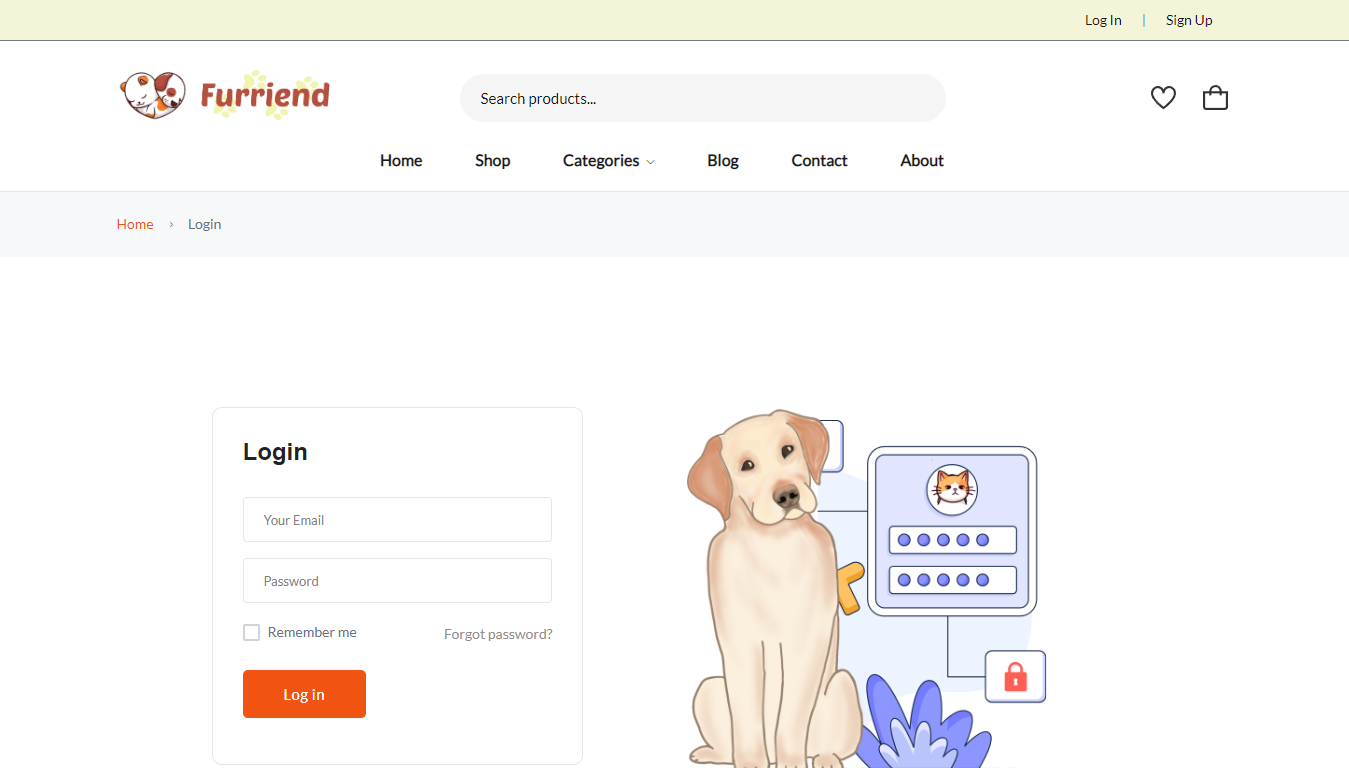 Log In | Sign Up
Furriend
Search products...
Home Shop Categories Blog Contact About
Home › Login
Login
Your Email
Password
Remember me Forgot password?
Log in